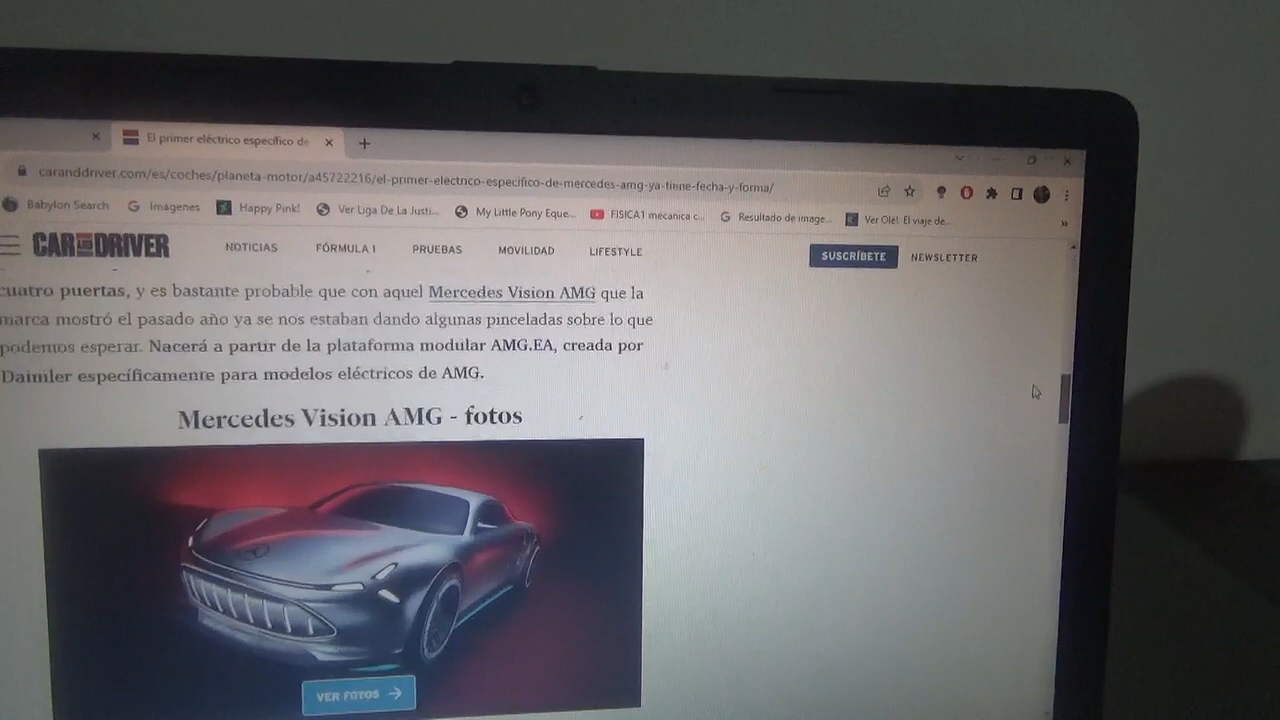 El primer eléctrico específico de
caranddriver.com/es/coches/planeta-motor/a45722216/el-primer-electrico-especifico-de-mercedes-amg-ya-tiene-fecha-y-forma/
Babylon Search Imágenes Happy Pink! Ver Liga De La Justi... My Little Pony Eque... FISICA1 mecanica c... Resultado de image... Ver Olé!. El viaje de... »
CAR AND DRIVER NOTICIAS FÓRMULA 1 PRUEBAS MOVILIDAD LIFESTYLE SUSCRÍBETE NEWSLETTER
cuatro puertas, y es bastante probable que con aquel Mercedes Vision AMG que la
marca mostró el pasado año ya se nos estaban dando algunas pinceladas sobre lo que
podemos esperar. Nacerá a partir de la plataforma modular AMG.EA, creada por
Daimler específicamente para modelos eléctricos de AMG.
Mercedes Vision AMG - fotos
VER FOTOS →